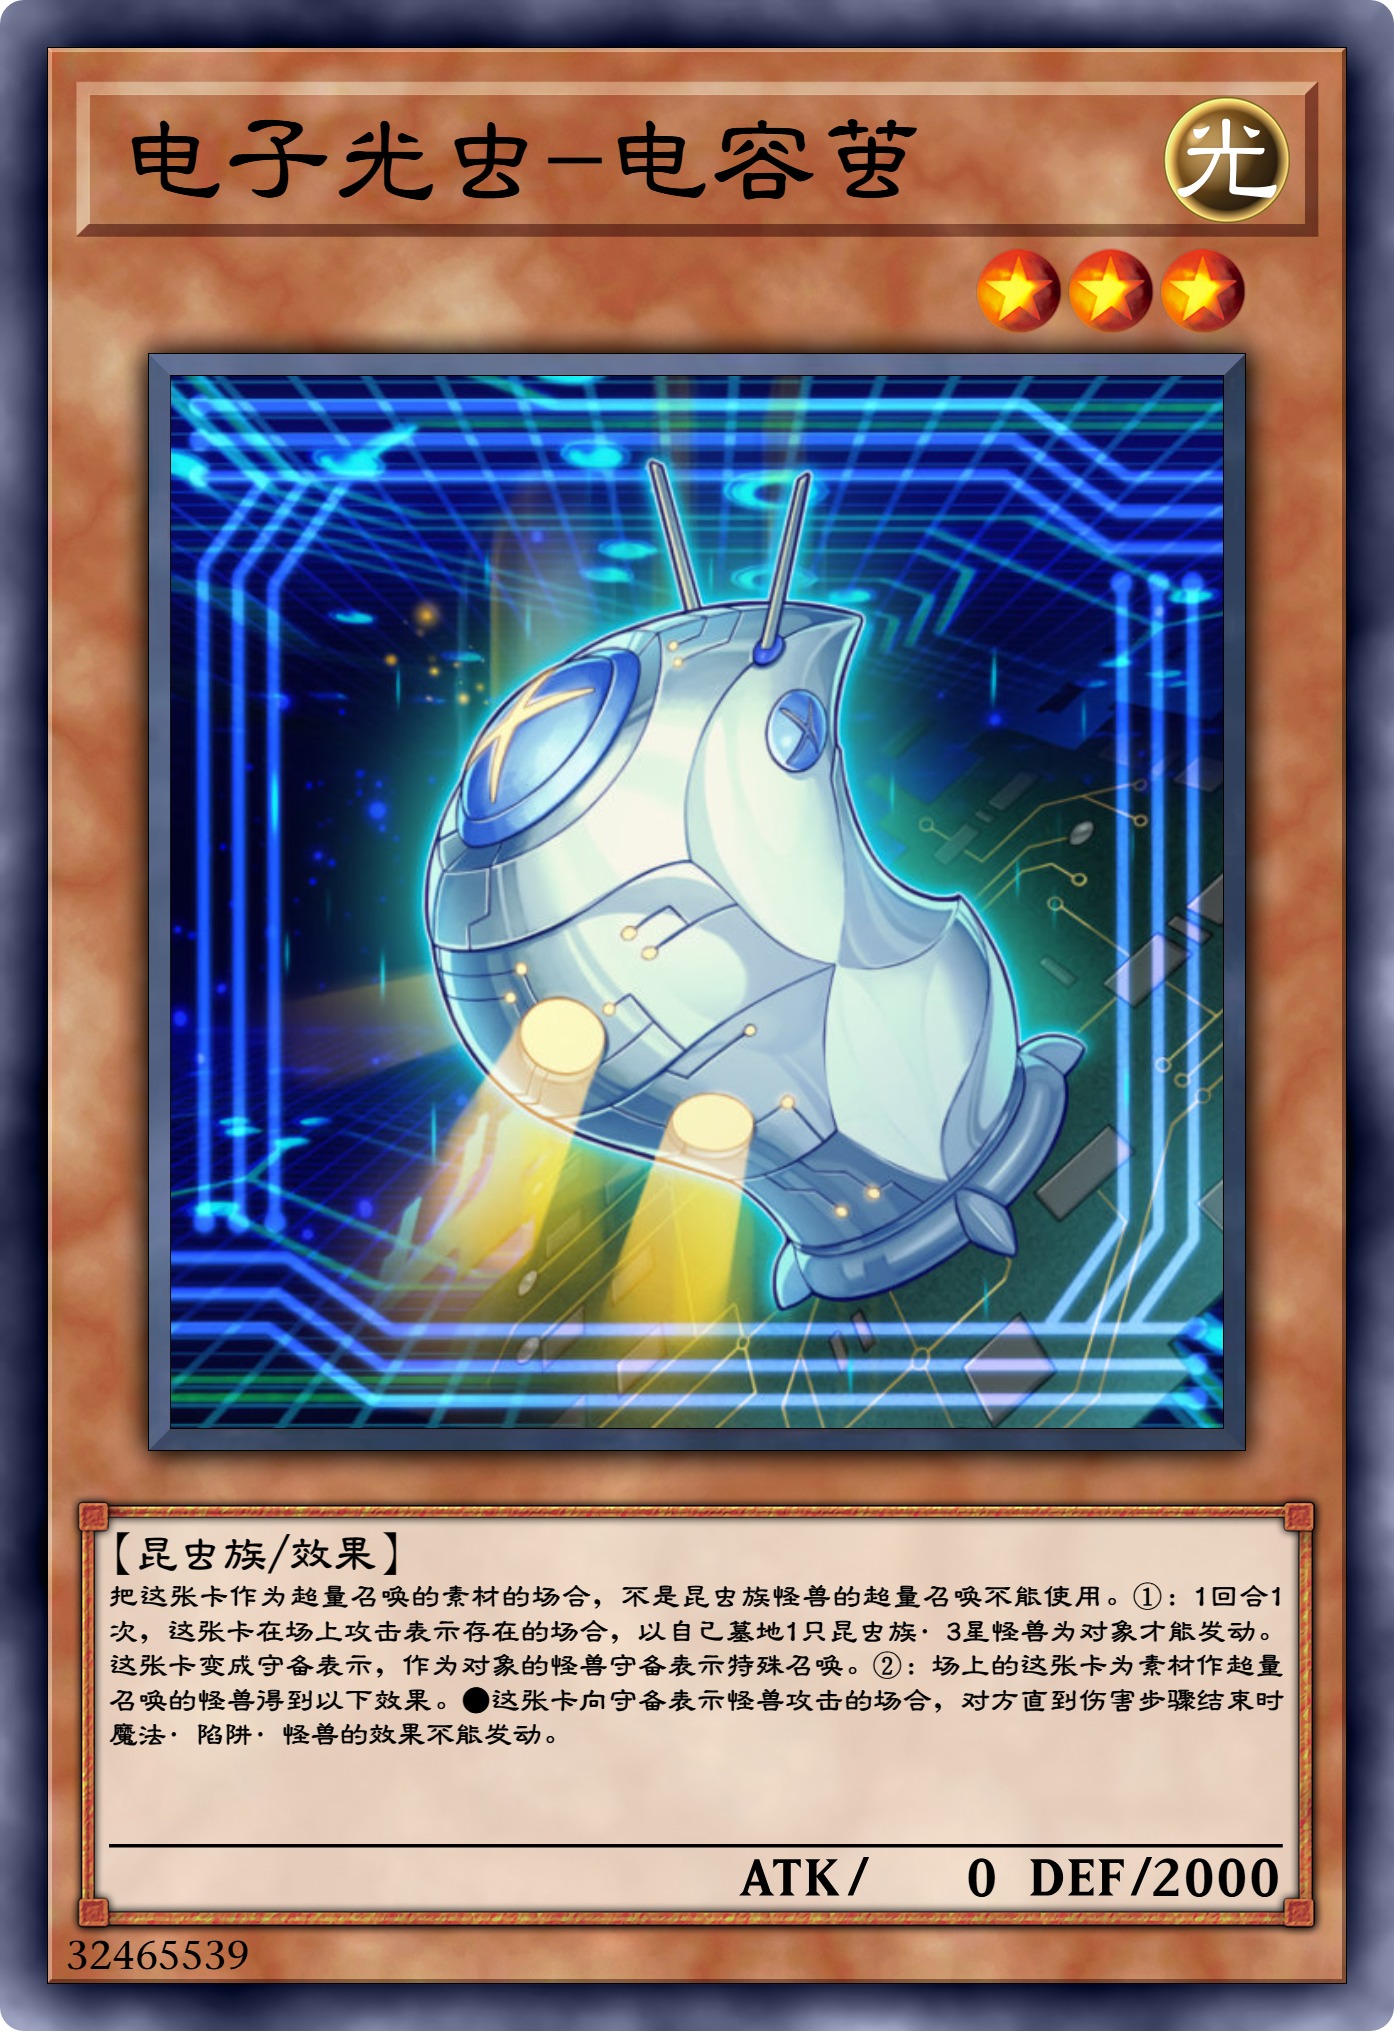 电子光虫-电容茧
光
【昆虫族/效果】
把这张卡作为超量召唤的素材的场合，不是昆虫族怪兽的超量召唤不能使用。①：1回合1
次，这张卡在场上攻击表示存在的场合，以自己墓地1只昆虫族·3星怪兽为对象才能发动。
这张卡变成守备表示，作为对象的怪兽守备表示特殊召唤。②：场上的这张卡为素材作超量
召唤的怪兽得到以下效果。●这张卡向守备表示怪兽攻击的场合，对方直到伤害步骤结束时
魔法·陷阱·怪兽的效果不能发动。
ATK/ 0 DEF/2000
32465539